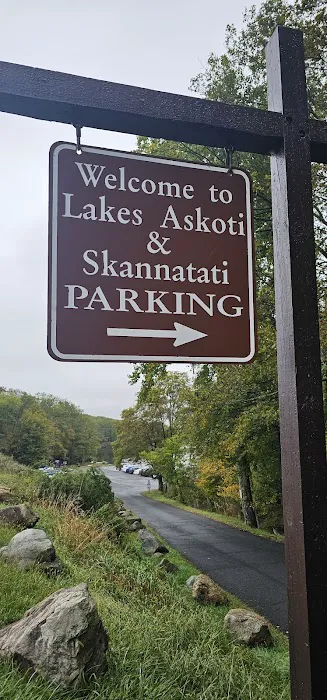 Welcome to
Lakes Askoti
&
Skannatati
PARKING